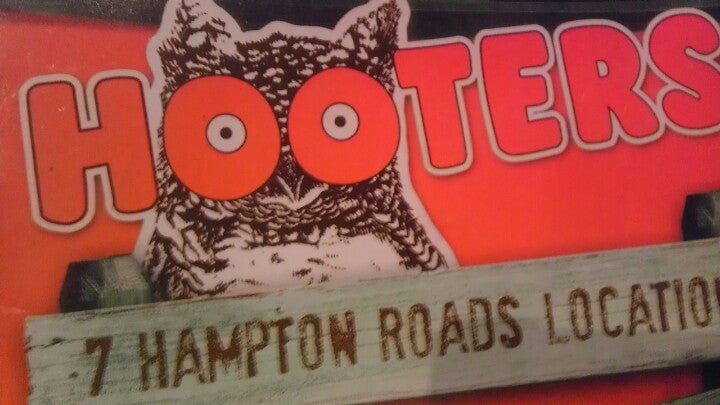 HOOTERS
7 HAMPTON ROADS LOCATIO